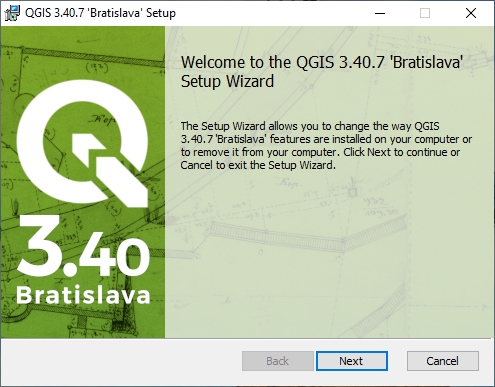 QGIS 3.40.7 'Bratislava' Setup
Welcome to the QGIS 3.40.7 'Bratislava'
Setup Wizard
The Setup Wizard allows you to change the way QGIS
3.40.7 'Bratislava' features are installed on your computer or
to remove it from your computer. Click Next to continue or
Cancel to exit the Setup Wizard.
3.40
Bratislava
Back
Next
Cancel